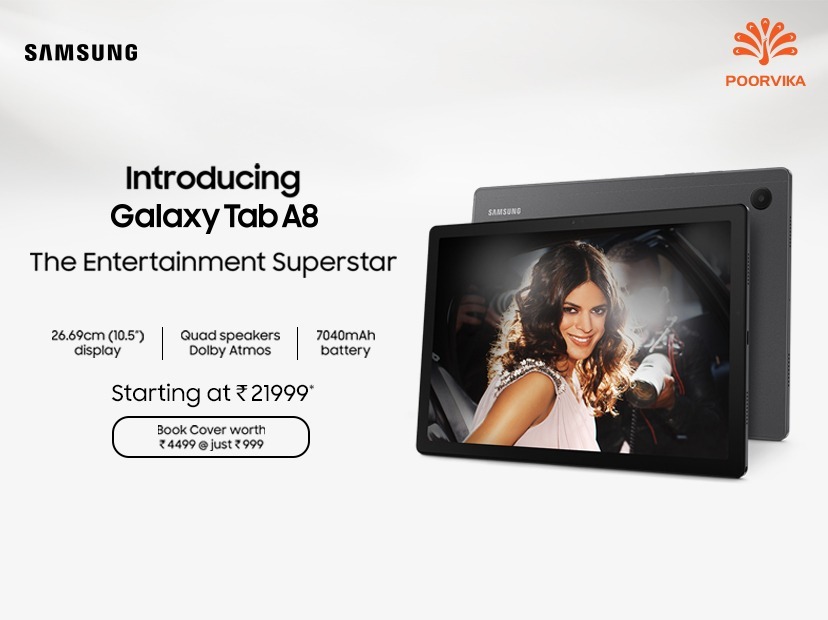 SAMSUNG
POORVIKA
Introducing
Galaxy Tab A8
The Entertainment Superstar
26.69cm (10.5")
display
Quad speakers
Dolby Atmos
7040mAh
battery
Starting at ₹ 21999*
Book Cover worth
₹ 4499 @ just ₹ 999
SAMSUNG